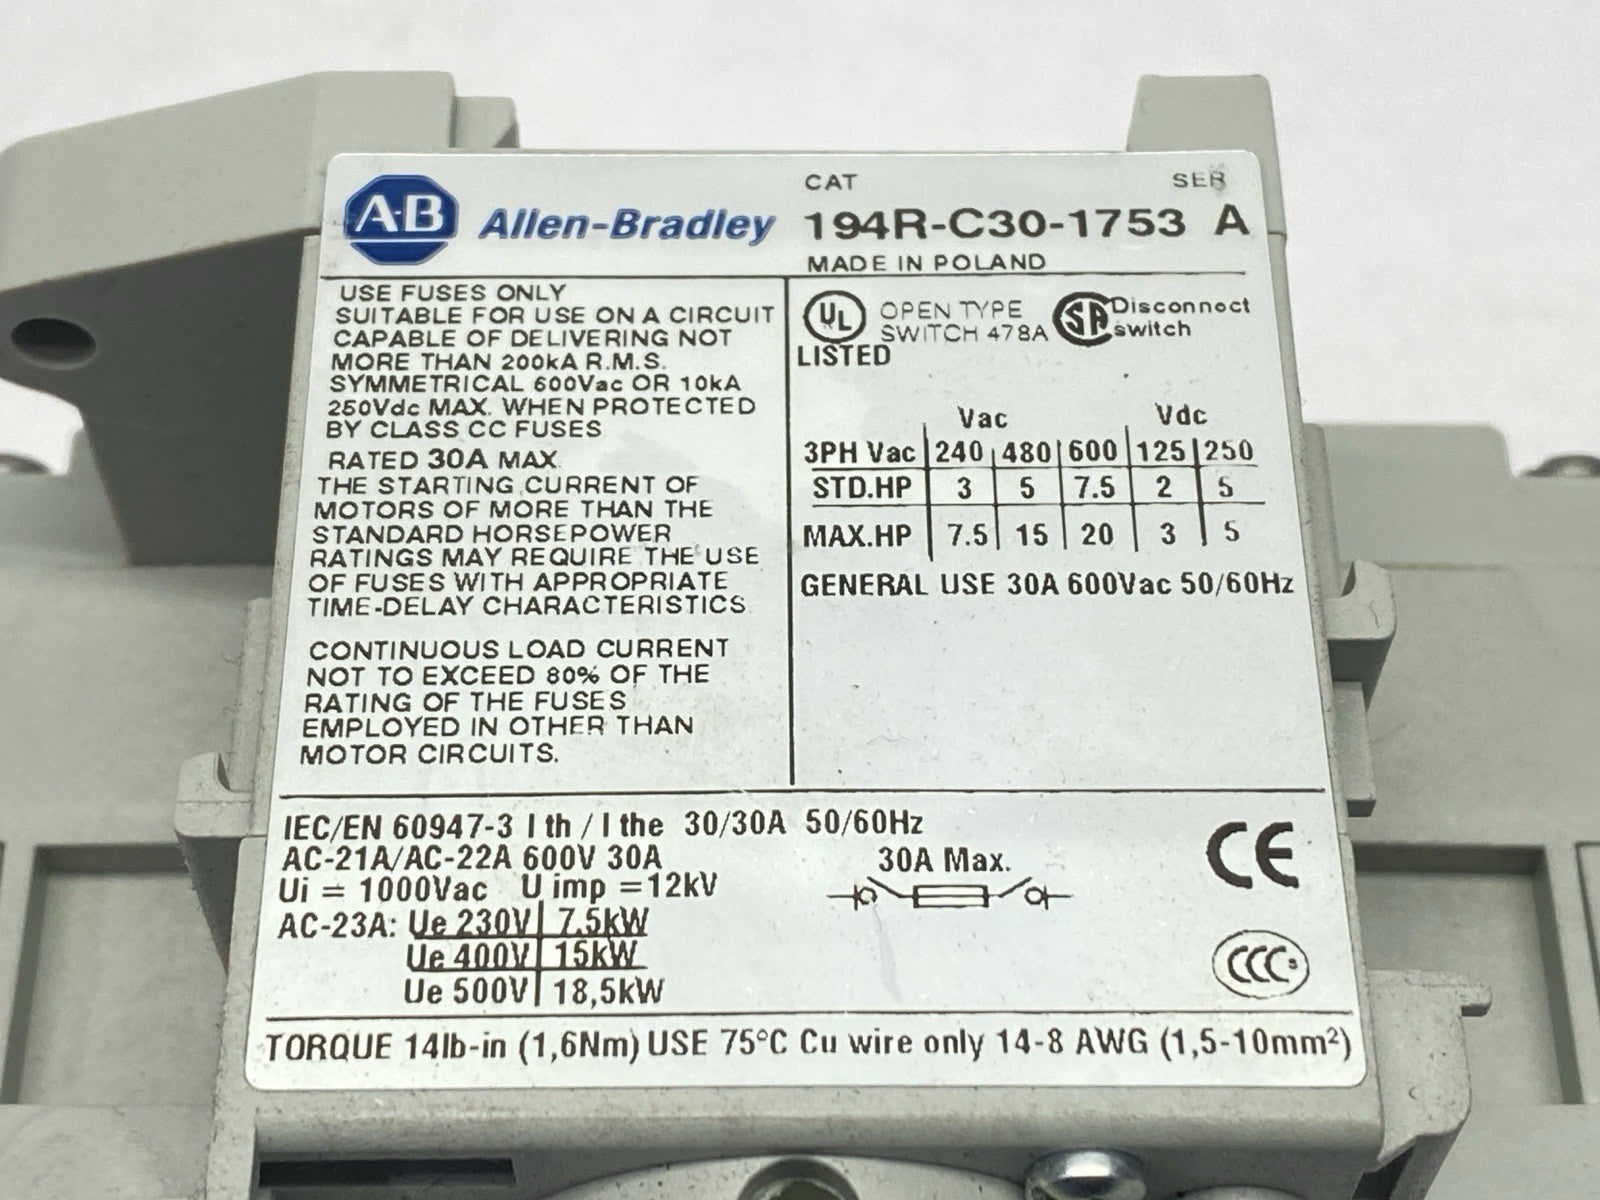 A-B Allen-Bradley
CAT
SER
194R-C30-1753 A
MADE IN POLAND
USE FUSES ONLY
SUITABLE FOR USE ON A CIRCUIT
CAPABLE OF DELIVERING NOT
MORE THAN 200kA R.M.S.
SYMMETRICAL 600Vac OR 10kA
250Vdc MAX. WHEN PROTECTED
BY CLASS CC FUSES
RATED 30A MAX.
THE STARTING CURRENT OF
MOTORS OF MORE THAN THE
STANDARD HORSEPOWER
RATINGS MAY REQUIRE THE USE
OF FUSES WITH APPROPRIATE
TIME-DELAY CHARACTERISTICS
CONTINUOUS LOAD CURRENT
NOT TO EXCEED 80% OF THE
RATING OF THE FUSES
EMPLOYED IN OTHER THAN
MOTOR CIRCUITS.
UL
LISTED
OPEN TYPE
SWITCH 478A
SA Disconnect
switch
Vac Vdc
3PH Vac 240 480 600 125 250
STD.HP 3 5 7.5 2 5
MAX.HP 7.5 15 20 3 5
GENERAL USE 30A 600Vac 50/60Hz
IEC/EN 60947-3 I th / I the 30/30A 50/60Hz
AC-21A/AC-22A 600V 30A
Ui = 1000Vac U imp =12kV
AC-23A: Ue 230V 7.5kW
Ue 400V 15kW
Ue 500V 18,5kW
30A Max.
CE
CCC S
TORQUE 14lb-in (1,6Nm) USE 75°C Cu wire only 14-8 AWG (1,5-10mm²)